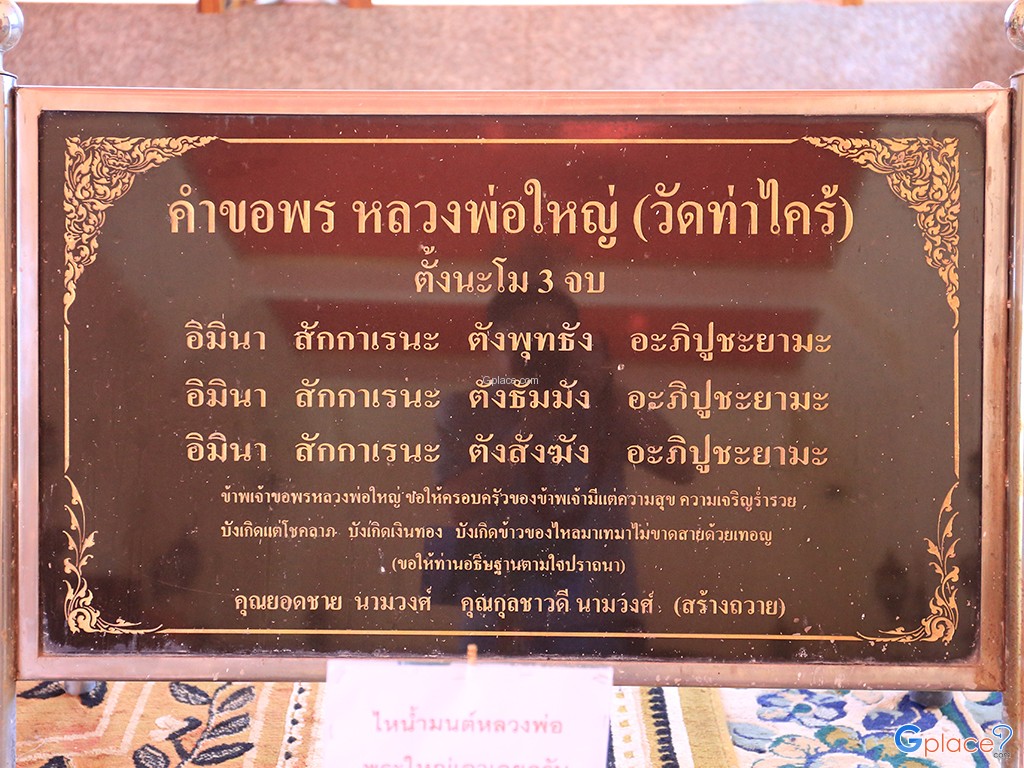 คำขอพร หลวงพ่อใหญ่ (วัดท่าไคร้)
ตั้งนะโม 3 จบ
อิมินา สักกาเรนะ ตังพุทธัง อะภิปูชะยามะ
Gplace.com
อิมินา สักกาเรนะ ตังธัมมัง อะภิปูชะยามะ
อิมินา สักกาเรนะ ตังสังฆัง อะภิปูชะยามะ
ข้าพเจ้าขอพรหลวงพ่อใหญ่ ขอให้ครอบครัวของข้าพเจ้ามีแต่ความสุข ความเจริญร่ำรวย
บังเกิดแต่โชคลาภ บังเกิดเงินทอง บังเกิดข้าวของไหลมาเทมาไม่ขาดสายด้วยเทอญ
(ขอให้ท่านอธิษฐานตามใจปราถนา)
คุณยอดชาย นามวงศ์ คุณกุลชาวดี นามวงศ์ (สร้างถวาย)
ไหน้ำมนต์หลวงพ่อ
Gplace
.com